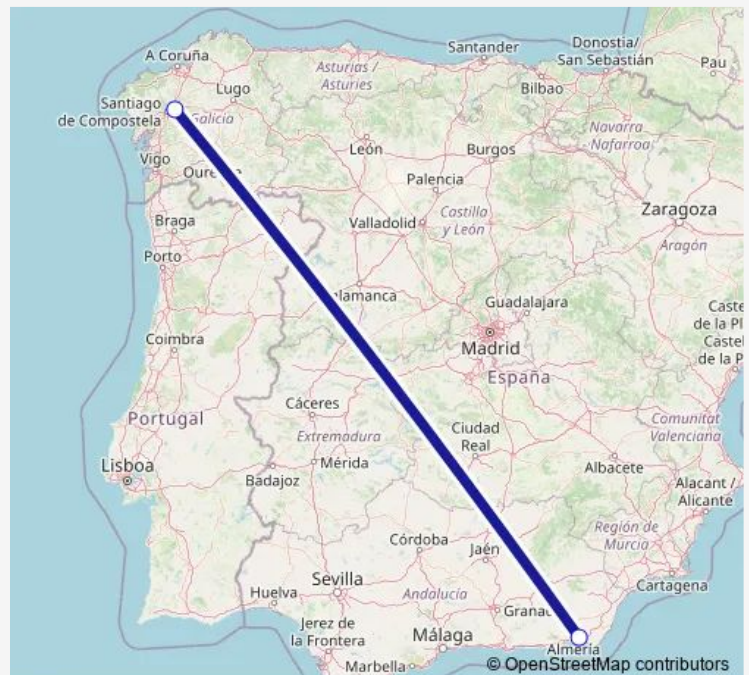 A Coruña
Santander
Donostia/
San Sebastián
Asturias /
Asturies
Pau
Lugo
Bilbao
Santiago
de Compostela
Galicia
Navarra
- Nafarroa
León
Burgos
Vigo
Palencia
Zaragoza
Braga
Valladolid
Castilla
y León
Aragón
Porto
Guadalajara
Madrid
Coimbra
España
Cáceres
Portugal
Extremadura
Ciudad
Real
Comunitat
Valenciana
Lisboa
Mérida
Albacete
Badajoz
Alacant /
Alicante
Región de
Murcia
Córdoba
Jaén
Sevilla
Cartagena
Huelva
Andalucía
Jerez de
la Frontera
Málaga
Almería
Marbella
© OpenStreetMap contributors